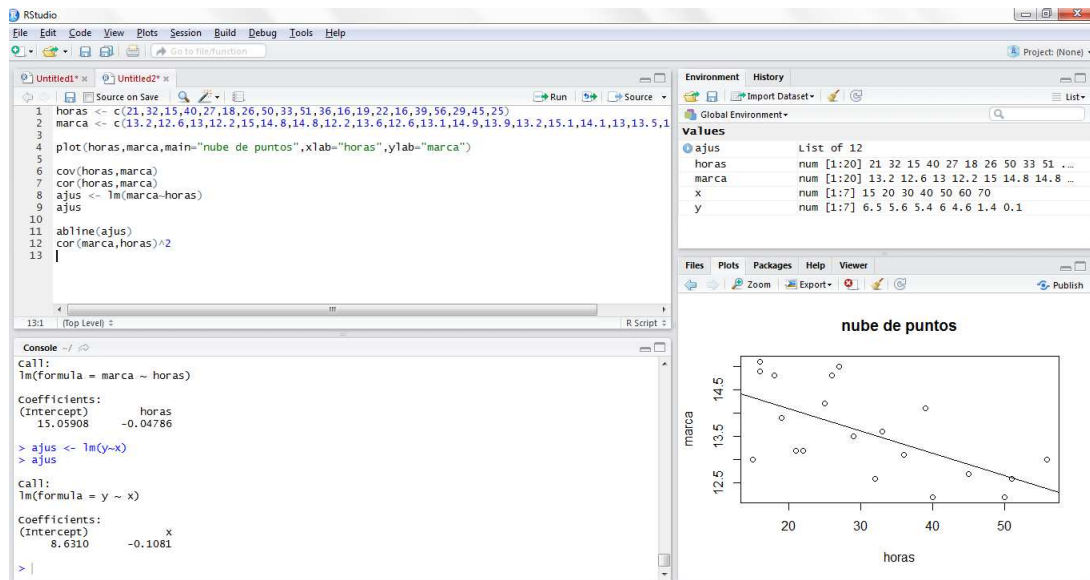 RStudio
File Edit Code View Plots Session Build Debug Tools Help
Go to file/function
Project: (None)
Untitled1* Untitled2*
Source on Save Run Source
1 horas <- c(21,32,15,40,27,18,26,50,33,51,36,16,19,22,16,39,56,29,45,25)
2 marca <- c(13.2,12.6,13,12.2,15,14.8,14.8,12.2,13.6,12.6,13.1,14.9,13.9,13.2,15.1,14.1,13,13.5,1
3
4 plot(horas,marca,main="nube de puntos",xlab="horas",ylab="marca")
5
6 cov(horas,marca)
7 cor(horas,marca)
8 ajus <- lm(marca~horas)
9 ajus
10
11 abline(ajus)
12 cor(marca,horas)^2
13
13:1 (Top Level) R Script
Console ~/
Call:
lm(formula = marca ~ horas)
Coefficients:
(Intercept) horas
15.05908 -0.04786
> ajus <- lm(y~x)
> ajus
Call:
lm(formula = y ~ x)
Coefficients:
(Intercept) x
8.6310 -0.1081
>
Environment History
Import Dataset List
Global Environment
Values
ajus List of 12
horas num [1:20] 21 32 15 40 27 18 26 50 33 51 ...
marca num [1:20] 13.2 12.6 13 12.2 15 14.8 14.8 ...
x num [1:7] 15 20 30 40 50 60 70
y num [1:7] 6.5 5.6 5.4 6 4.6 1.4 0.1
Files Plots Packages Help Viewer
Zoom Export Publish
nube de puntos
marca
14.5
13.5
12.5
20 30 40 50
horas